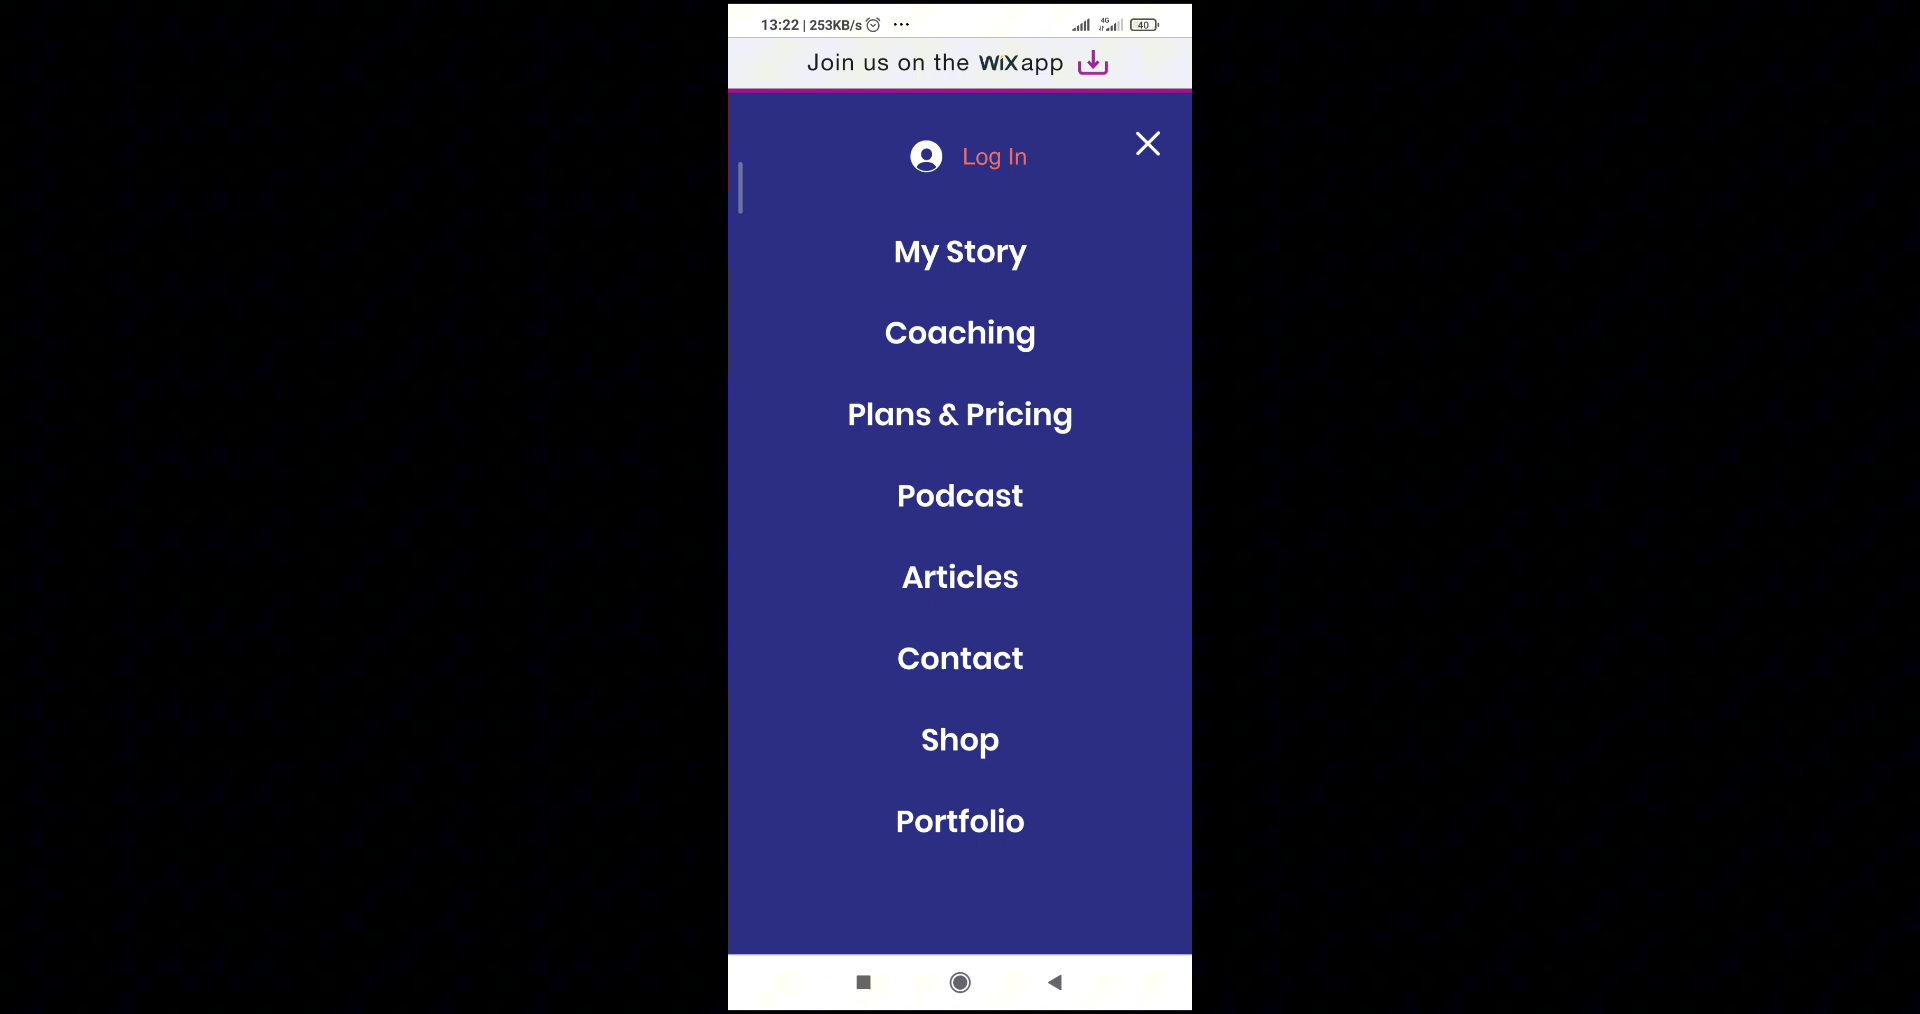 13:22 | 253KB/s ...
4G
40
Join us on the WiX app
Log In
My Story
Coaching
Plans & Pricing
Podcast
Articles
Contact
Shop
Portfolio